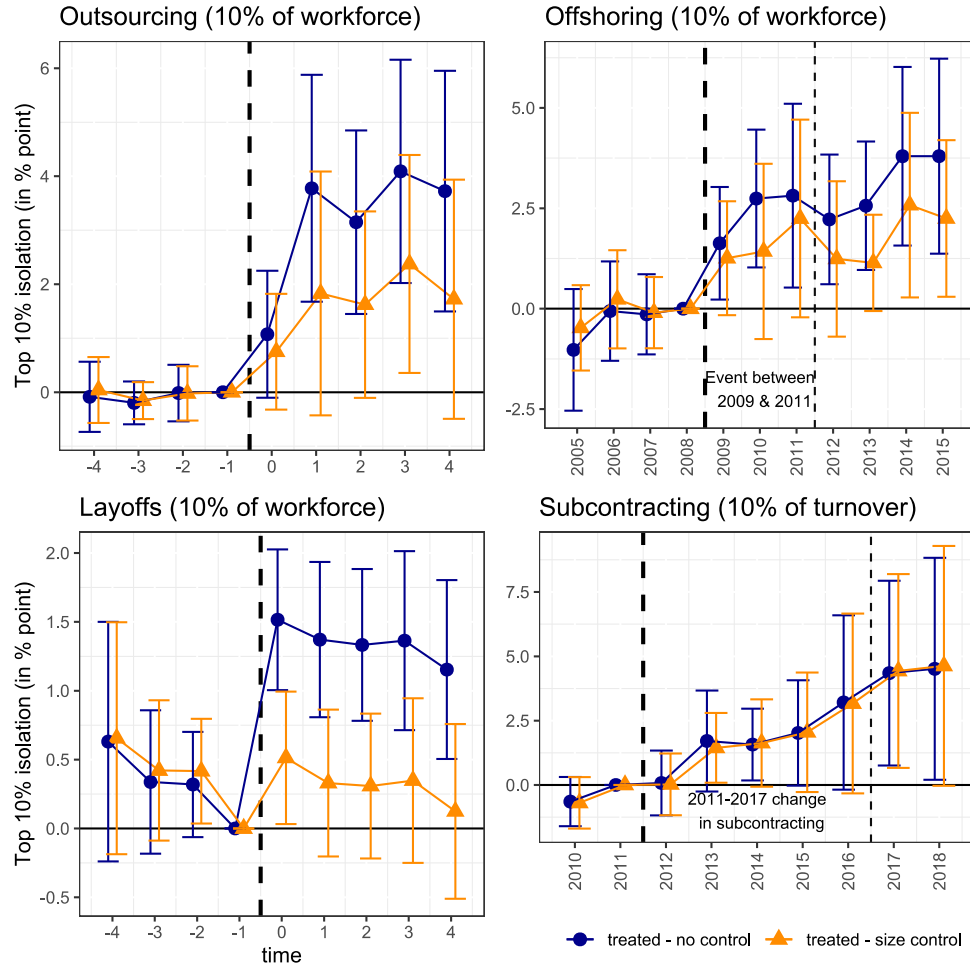 Outsourcing (10% of workforce)
Top 10% isolation (in % point)
6
4
2
0
-4 -3 -2 -1 0 1 2 3 4
Offshoring (10% of workforce)
5.0
2.5
0.0
-2.5
Event between
2009 & 2011
2005 2006 2007 2008 2009 2010 2011 2012 2013 2014 2015
Layoffs (10% of workforce)
Top 10% isolation (in % point)
2.0
1.5
1.0
0.5
0.0
-0.5
-4 -3 -2 -1 0 1 2 3 4
time
Subcontracting (10% of turnover)
7.5
5.0
2.5
0.0
2011-2017 change
in subcontracting
2010 2011 2012 2013 2014 2015 2016 2017 2018
treated - no control treated - size control